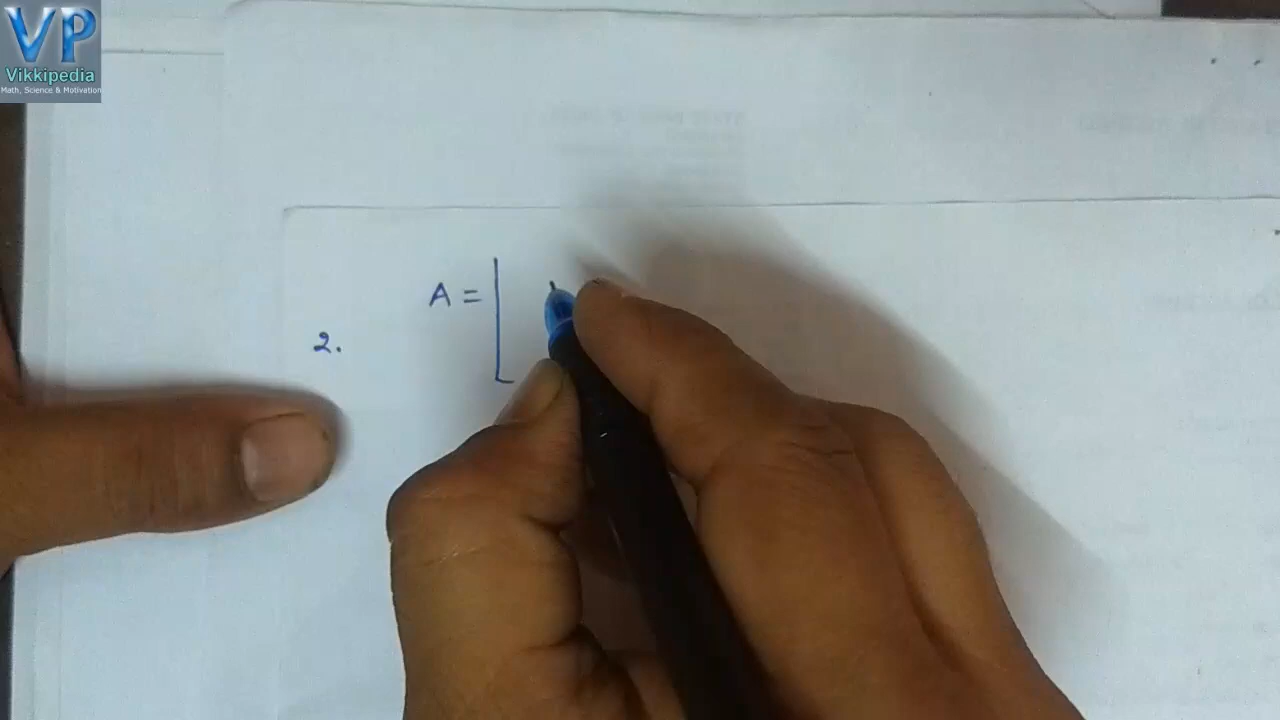 VP
Vikkipedia
Math, Science & Motivation
A = [
2.